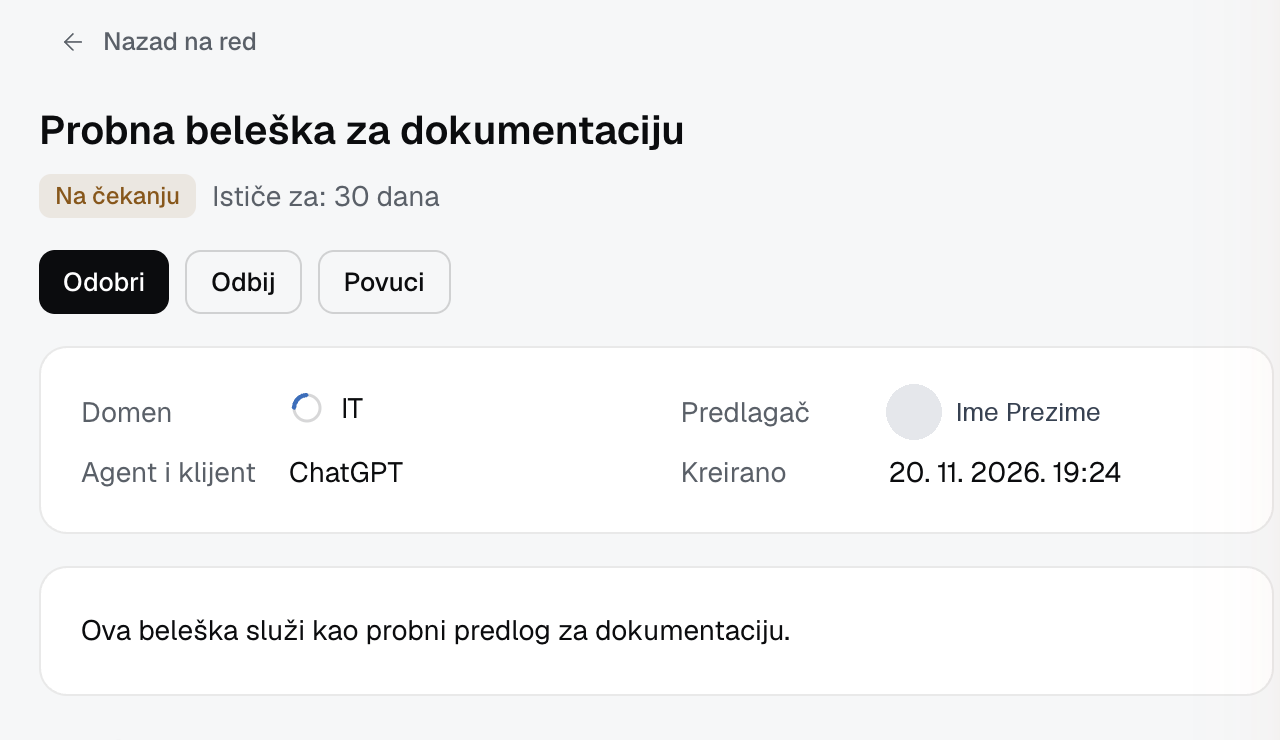 Nazad na red
Probna beleška za dokumentaciju
Na čekanju Ističe za: 30 dana
Odobri Odbij Povuci
Domen IT Predlagač Ime Prezime
Agent i klijent ChatGPT Kreirano 20. 11. 2026. 19:24
Ova beleška služi kao probni predlog za dokumentaciju.